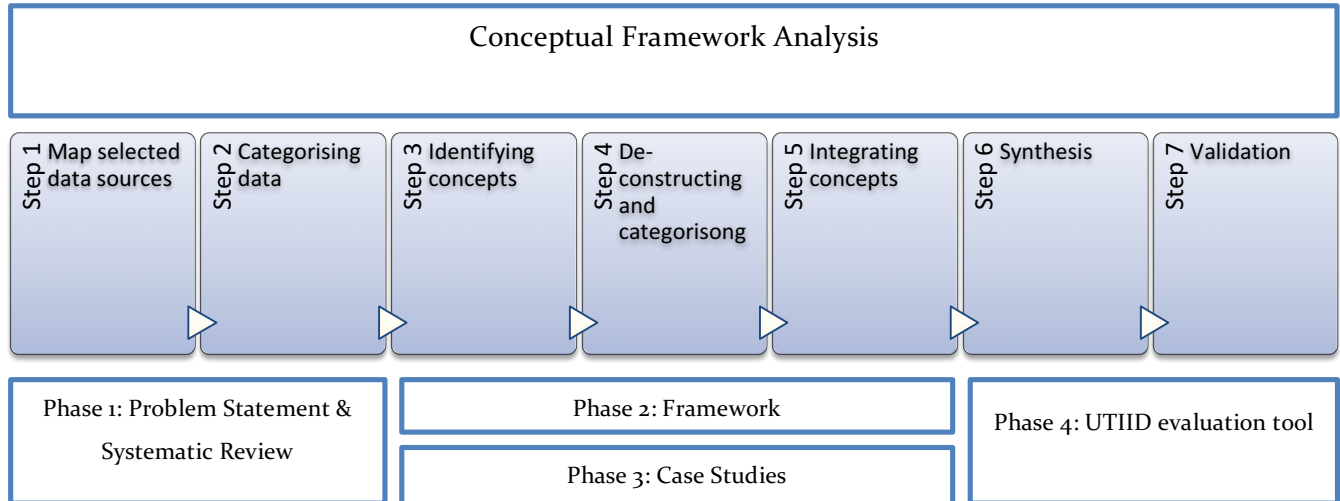 Conceptual Framework Analysis
Step 1
Map selected
data sources
Step 2
Categorising
data
Step 3
Identifying
concepts
Step 4
De-
constructing
and
categorisong
Step 5
Integrating
concepts
Step 6
Synthesis
Step 7
Validation
Phase 1: Problem Statement &
Systematic Review
Phase 2: Framework
Phase 3: Case Studies
Phase 4: UTIID evaluation tool